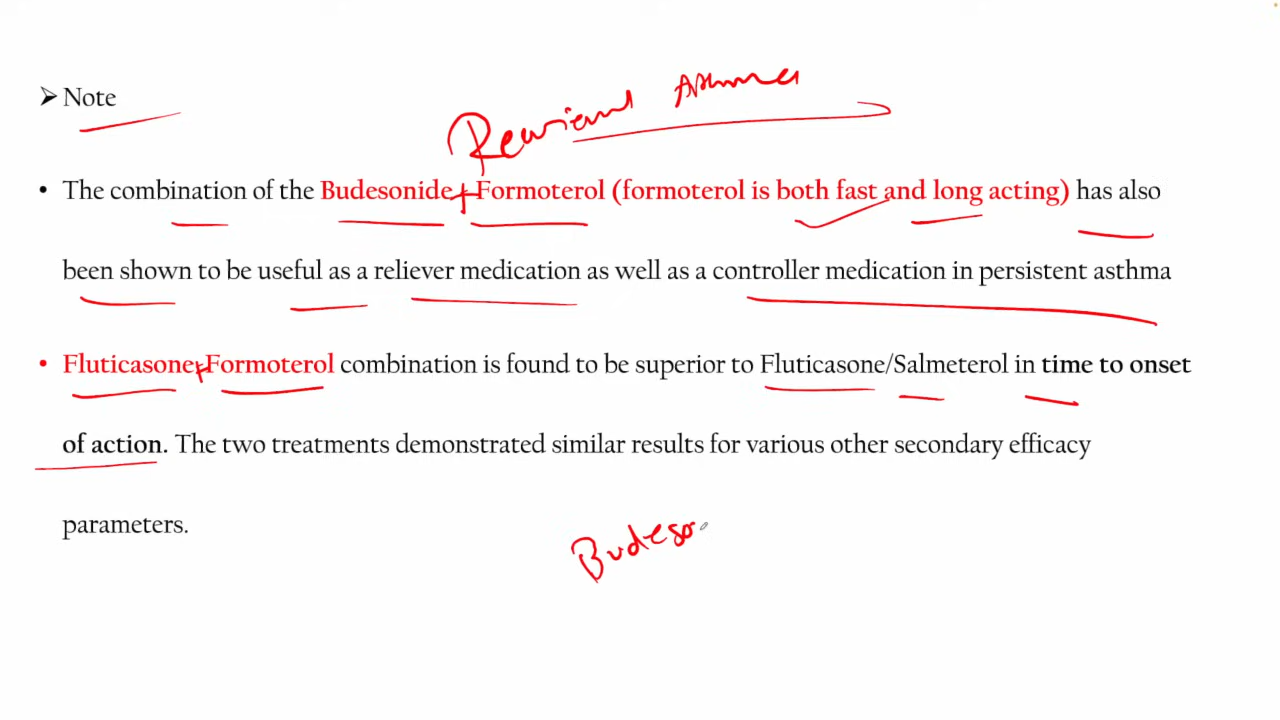 ➤ Note
Asthma
• The combination of the Budesonide + Formoterol (formoterol is both fast and long acting) has also
been shown to be useful as a reliever medication as well as a controller medication in persistent asthma
• Fluticasone + Formoterol combination is found to be superior to Fluticasone/Salmeterol in time to onset
of action. The two treatments demonstrated similar results for various other secondary efficacy
parameters.
Budeso